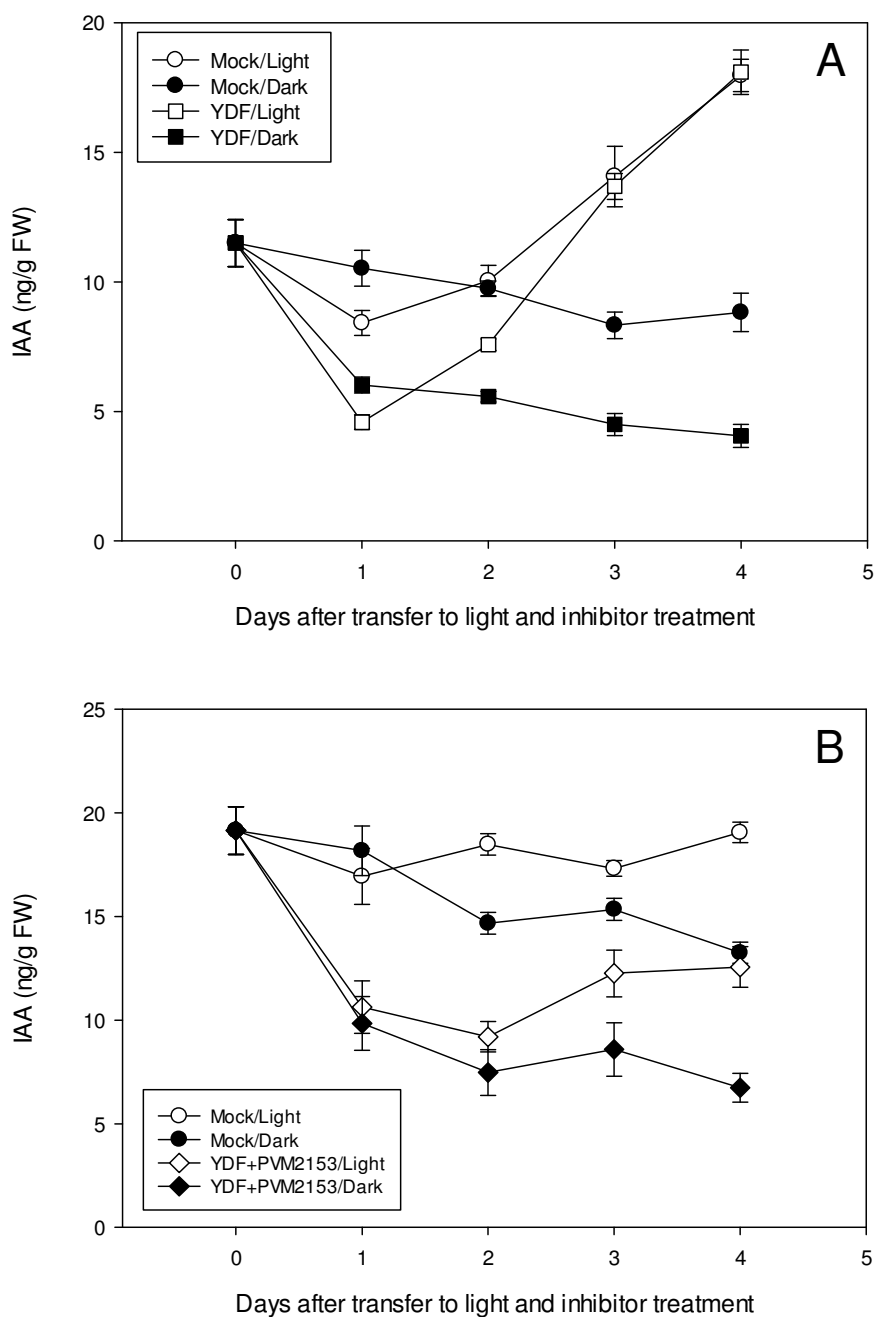 A
Mock/Light
Mock/Dark
YDF/Light
YDF/Dark
20
15
10
5
0
IAA (ng/g FW)
0 1 2 3 4 5
Days after transfer to light and inhibitor treatment
B
25
20
15
10
5
0
IAA (ng/g FW)
Mock/Light
Mock/Dark
YDF+PVM2153/Light
YDF+PVM2153/Dark
0 1 2 3 4 5
Days after transfer to light and inhibitor treatment